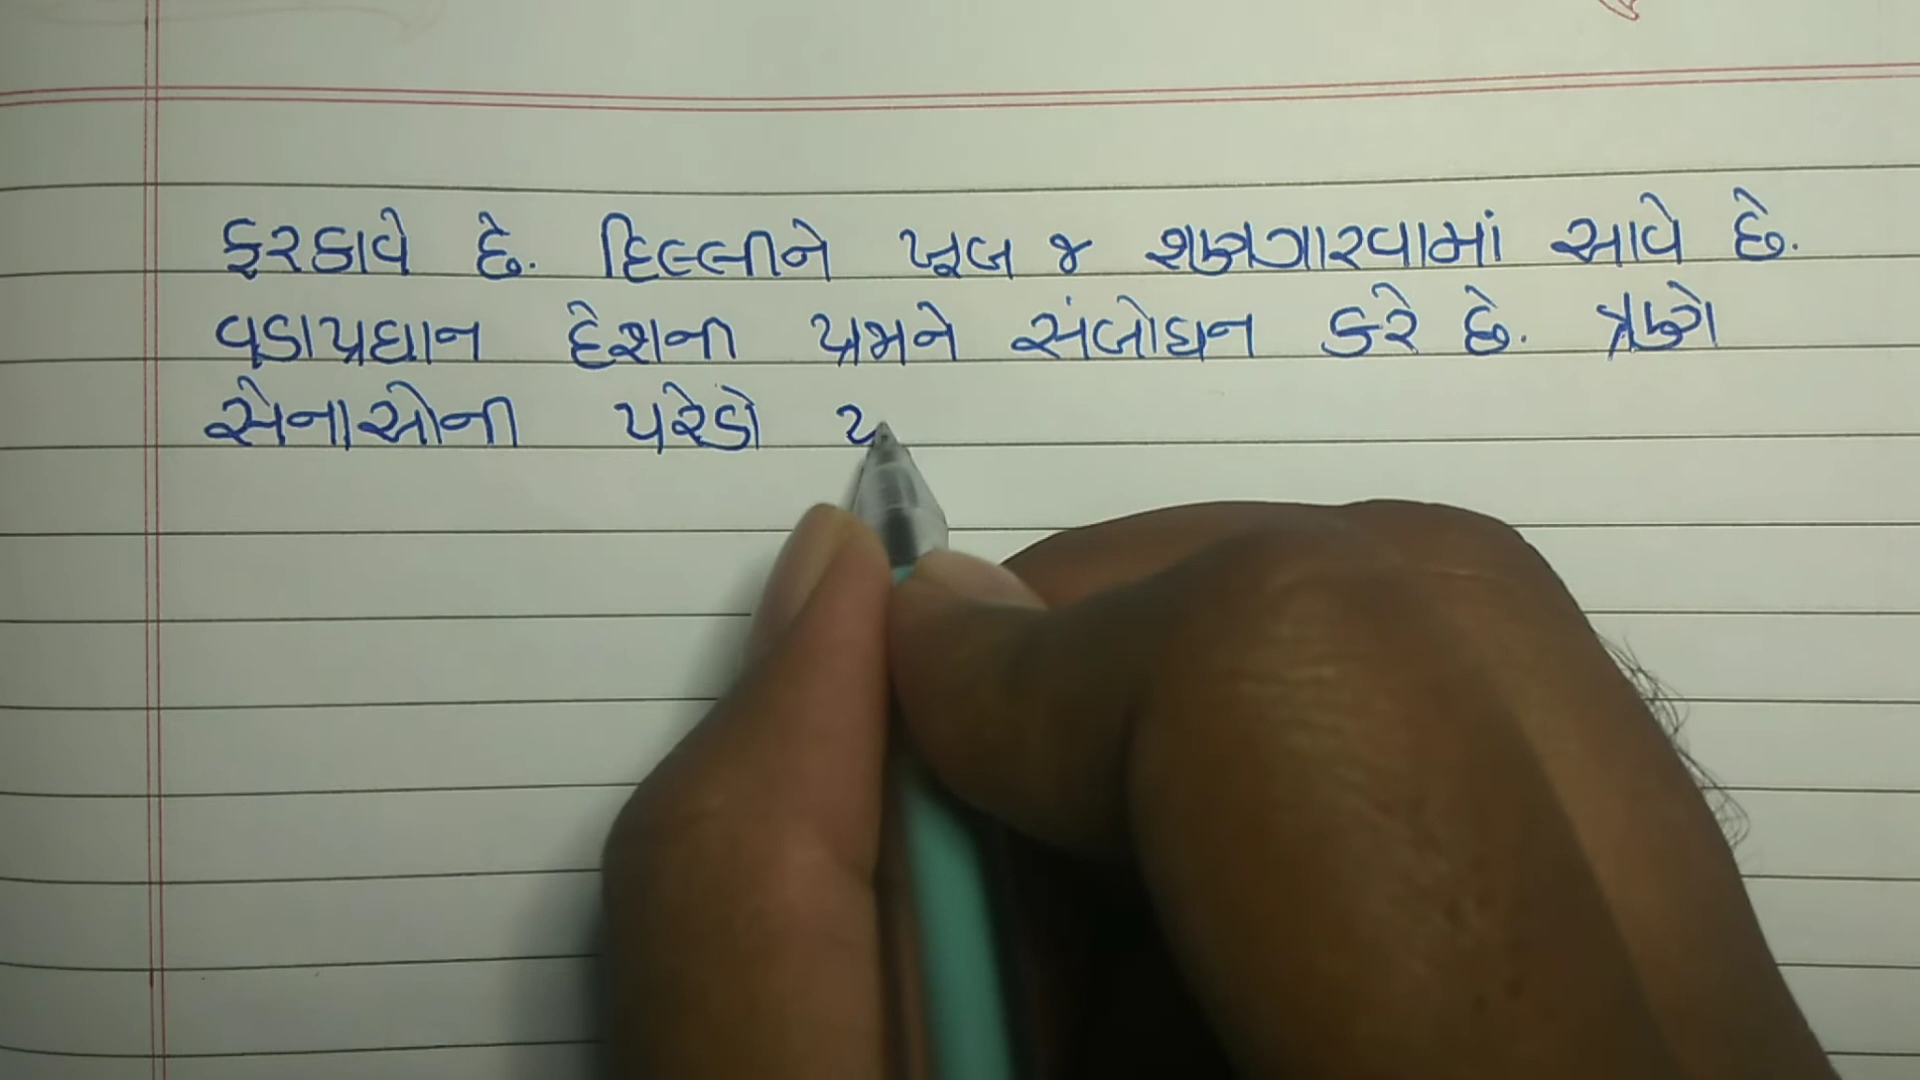 ફરકાવે છે. દિલ્લીને ખૂબ જ શણગારવામાં આવે છે.
વડાપ્રધાન દેશની પ્રજાને સંબોધન કરે છે. ત્રણે
સેનાઓની પરેડો